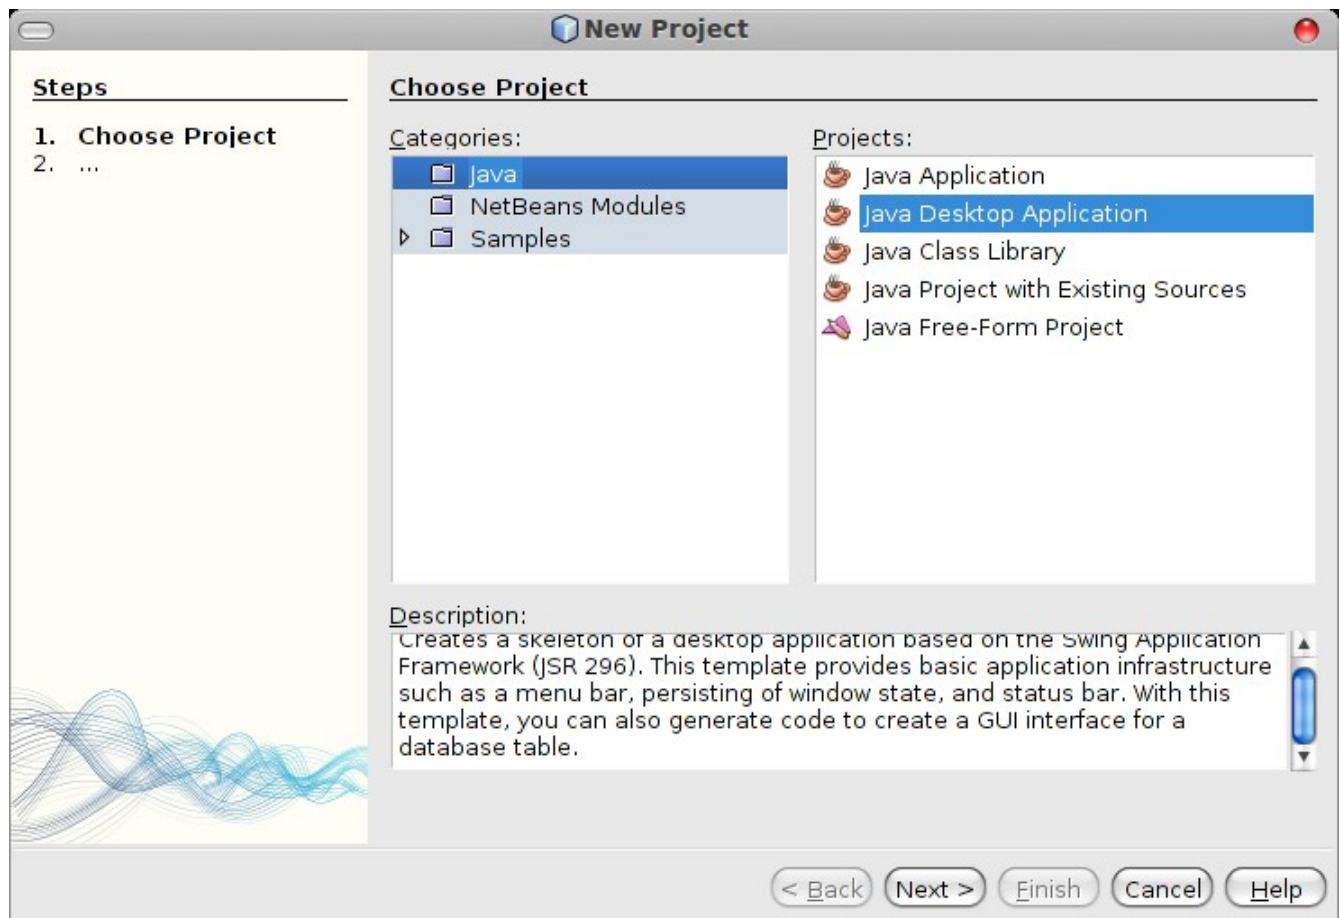 New Project
Steps
1. Choose Project
2. ...
Choose Project
Categories:
Java
NetBeans Modules
Samples
Projects:
Java Application
Java Desktop Application
Java Class Library
Java Project with Existing Sources
Java Free-Form Project
Description:
Creates a skeleton of a desktop application based on the Swing Application
Framework (JSR 296). This template provides basic application infrastructure
such as a menu bar, persisting of window state, and status bar. With this
template, you can also generate code to create a GUI interface for a
database table.
< Back Next > Finish Cancel Help